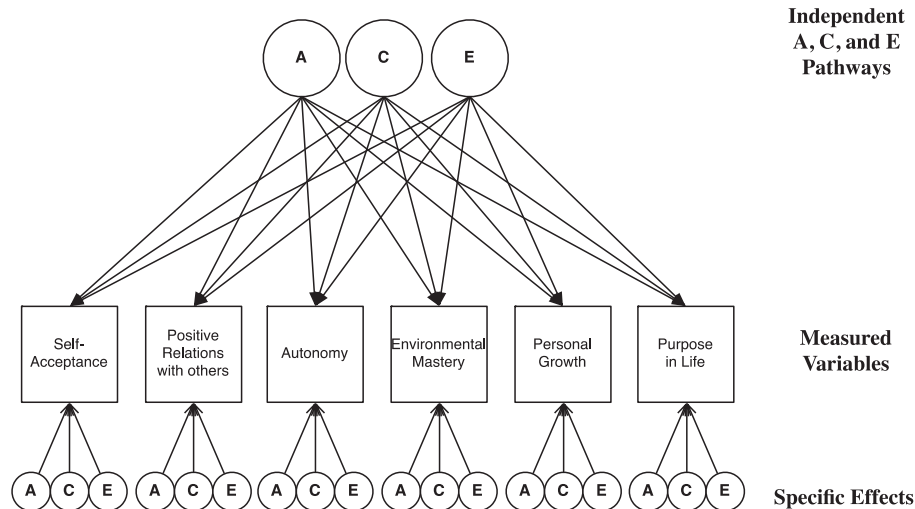 Independent
A, C, and E
Pathways
A C E
Self-
Acceptance
Positive
Relations
with others
Autonomy
Environmental
Mastery
Personal
Growth
Purpose
in Life
Measured
Variables
A C E A C E A C E A C E A C E A C E
Specific Effects